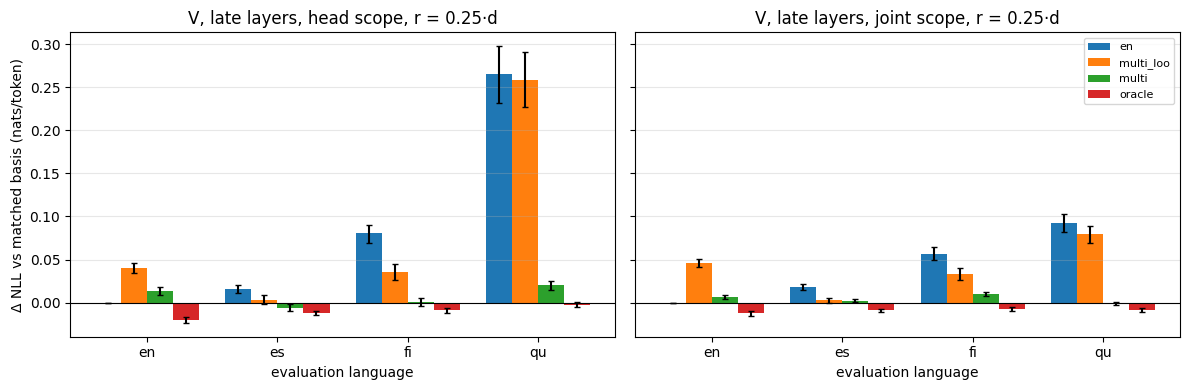 V, late layers, head scope, r = 0.25·d
Δ NLL vs matched basis (nats/token)
0.30
0.25
0.20
0.15
0.10
0.05
0.00
en es fi qu
evaluation language
V, late layers, joint scope, r = 0.25·d
en
multi_loo
multi
oracle
en es fi qu
evaluation language